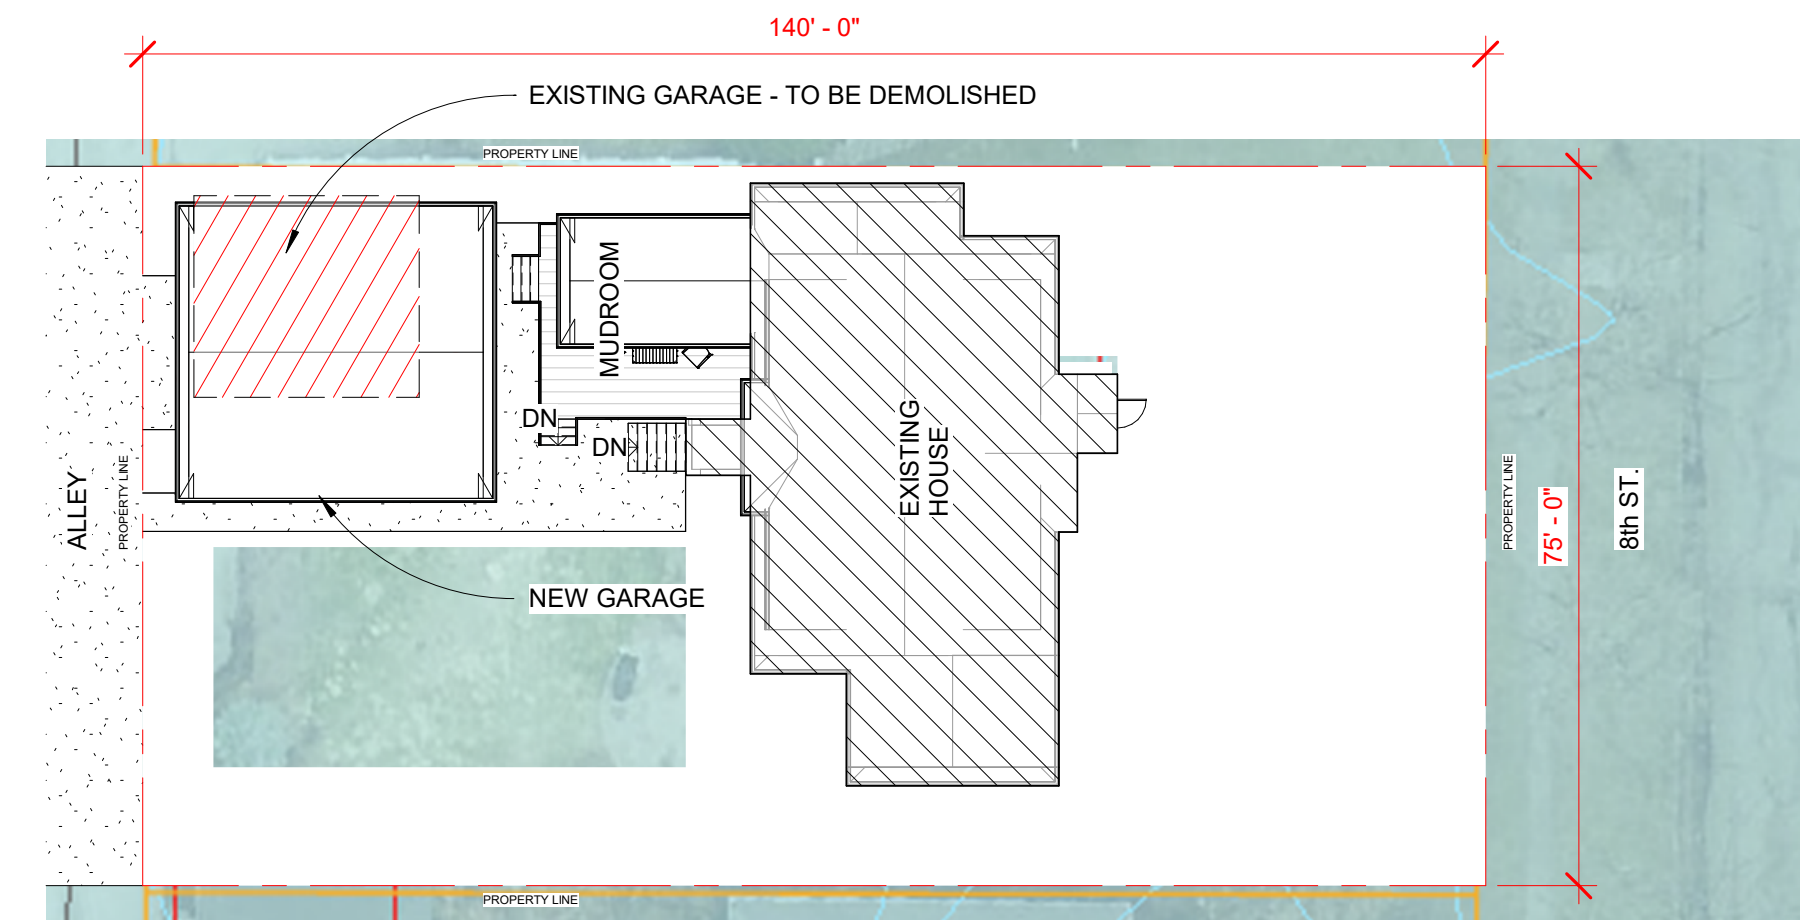 140' - 0"
EXISTING GARAGE - TO BE DEMOLISHED
PROPERTY LINE
MUDROOM
DN
DN
EXISTING
HOUSE
ALLEY
PROPERTY LINE
PROPERTY LINE
75' - 0"
8th ST.
NEW GARAGE
PROPERTY LINE